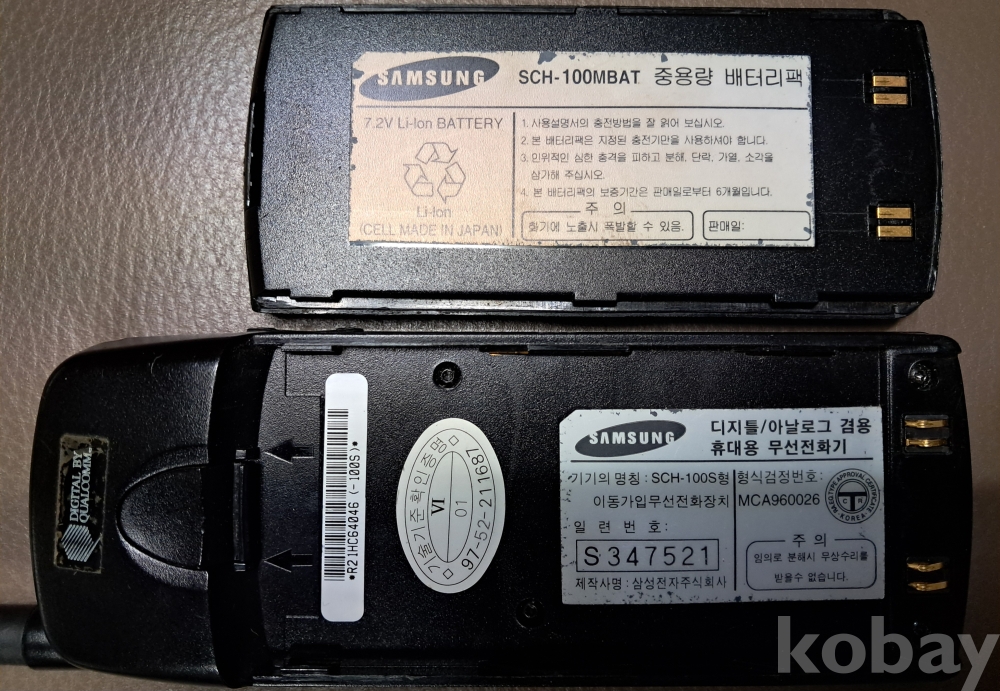 SAMSUNG SCH-100MBAT 중용량 배터리팩
7.2V Li-Ion BATTERY
Li-Ion
(CELL MADE IN JAPAN)
1. 사용설명서의 충전방법을 잘 읽어 보십시오.
2. 본 배터리팩은 지정된 충전기만을 사용하셔야 합니다.
3. 인위적인 심한 충격을 피하고 분해, 단락, 가열, 소각을
삼가해 주십시오.
4. 본 배터리팩의 보증기간은 판매일로부터 6개월입니다.
주 의
화기에 노출시 폭발할 수 있음.
판매일:
DIGITAL BY
QUALCOMM
*R21HC64046 (-100S)*
기술기준확인증명
VI
01
97-52-211687
SAMSUNG
디지틀/아날로그 겸용
휴대용 무선전화기
기기의 명칭 : SCH-100S형
이동가입무선전화장치
일 련 번 호:
S347521
제작사명 : 삼성전자주식회사
형식검정번호:
MCA960026
TYPE APPROVAL CERTIFICATE
KOREA
주 의
임의로 분해시 무상수리를
받을수 없습니다.
kobay